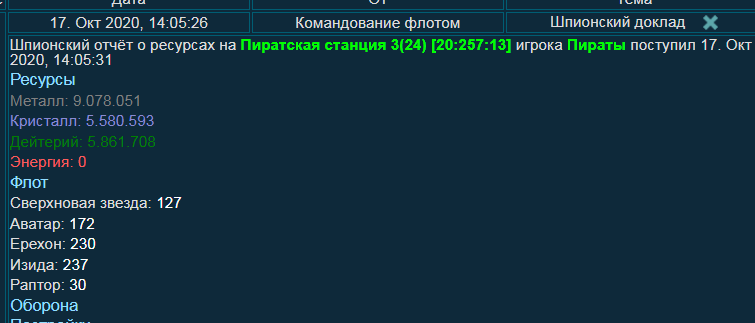 Дата От Тема
17. Окт 2020, 14:05:26 Командование флотом Шпионский доклад
Шпионский отчёт о ресурсах на Пиратская станция 3(24) [20:257:13] игрока Пираты поступил 17. Окт
2020, 14:05:31
Ресурсы
Металл: 9.078.051
Кристалл: 5.580.593
Дейтерий: 5.861.708
Энергия: 0
Флот
Сверхновая звезда: 127
Аватар: 172
Ерехон: 230
Изида: 237
Раптор: 30
Оборона
Постройки